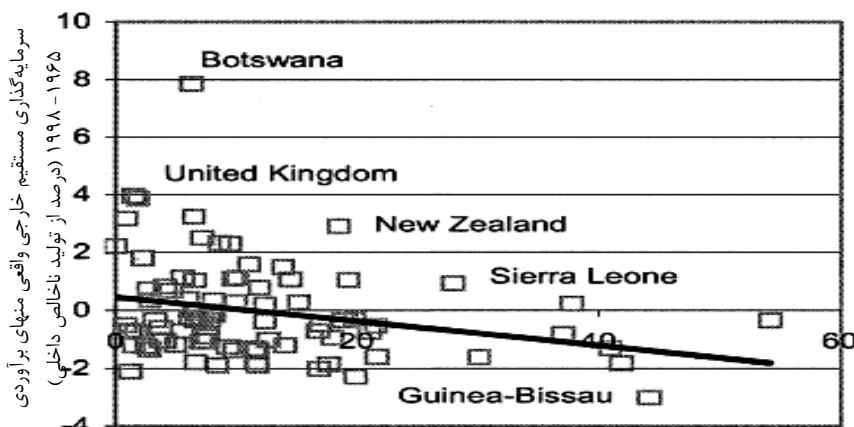 سرمایه‌گذاری مستقیم خارجی واقعی منهای برآوردی
۱۹۹۸-۱۹۶۵ (درصد از تولید ناخالص داخلی)
10
8
6
4
2
0
-2
-4
Botswana
United Kingdom
New Zealand
Sierra Leone
0
20
40
60
Guinea-Bissau